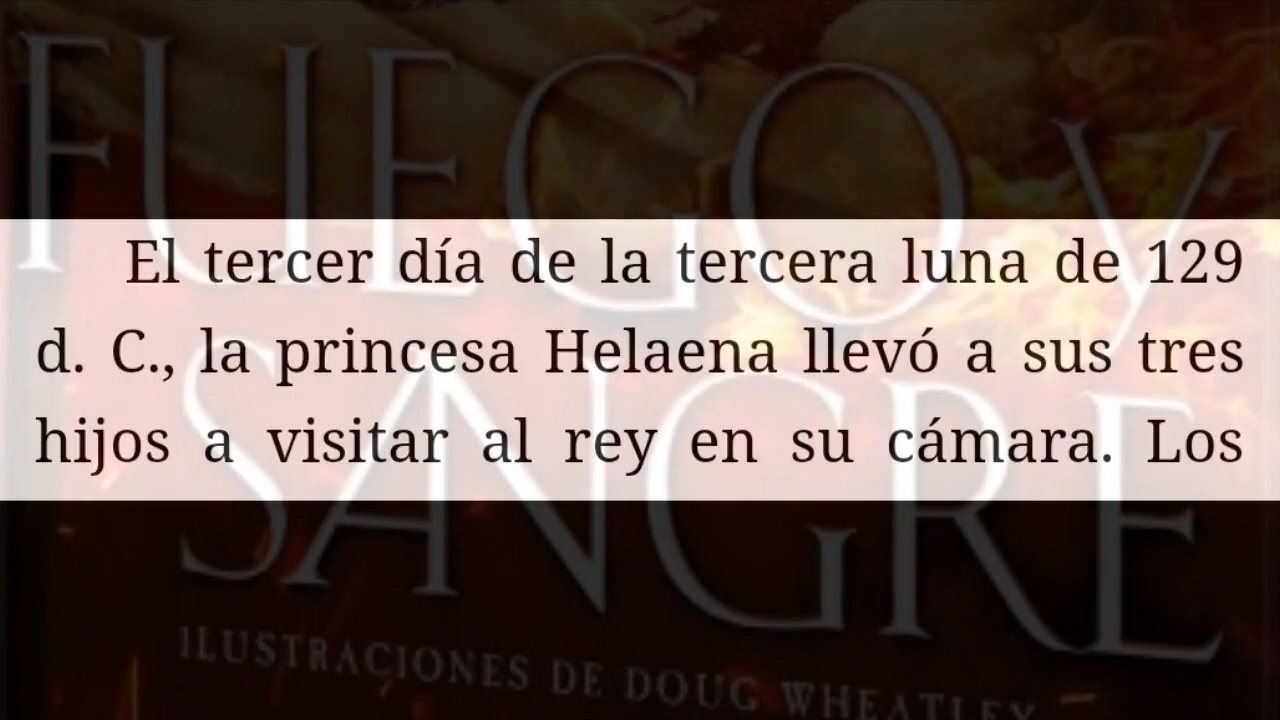 FUEGO Y
El tercer día de la tercera luna de 129
d. C., la princesa Helaena llevó a sus tres
hijos a visitar al rey en su cámara. Los
SANGRE
ILUSTRACIONES DE DOUG WHEATLEY